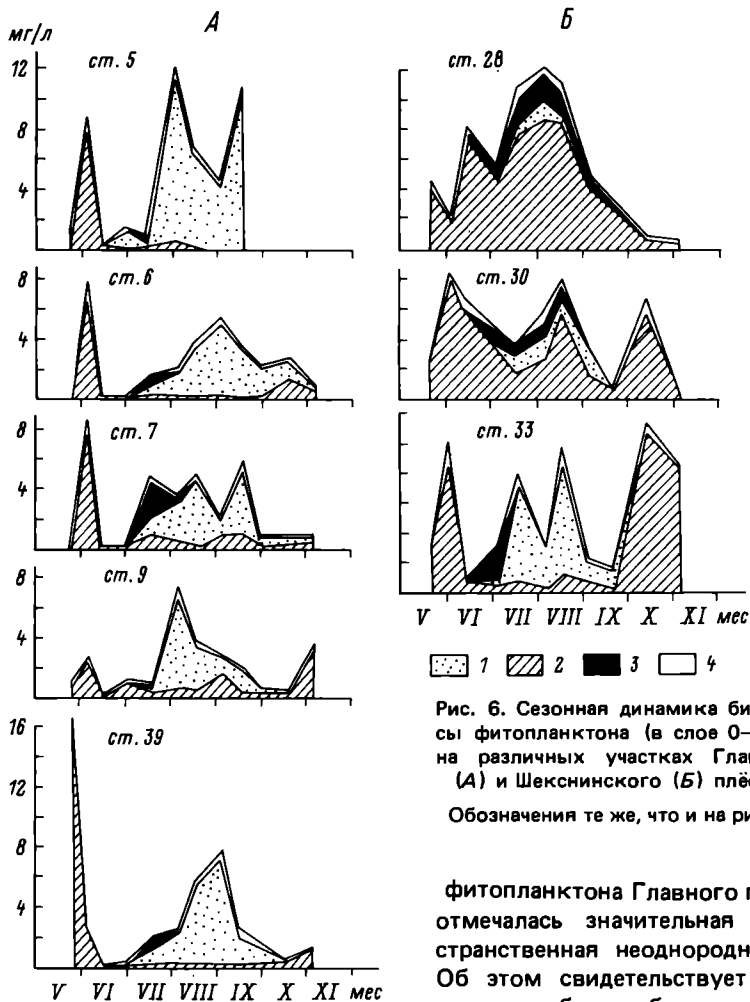 мг/л
А
12
8
4
ст. 5
8
4
ст. 6
8
4
ст. 7
8
4
ст. 9
16
12
8
4
ст. 39
V VI VII VIII IX X XI мес
Б
ст. 28
ст. 30
ст. 33
V VI VII VIII IX X XI мес
1 2 3 4
Рис. 6. Сезонная динамика би
сы фитопланктона (в слое 0–
на различных участках Глав
(А) и Шекснинского (Б) плёс
Обозначения те же, что и на ри
фитопланктона Главного п
отмечалась значительная
странственная неоднородн
Об этом свидетельствует